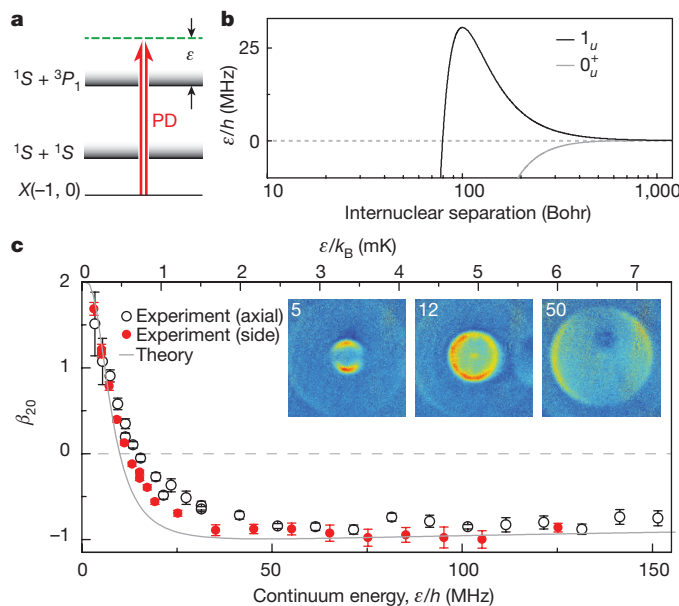 a
ε
¹S + ³P₁
PD
¹S + ¹S
X(−1, 0)
b
25
0
ε/h (MHz)
1ᵤ
0ᵤ⁺
10
100
1,000
Internuclear separation (Bohr)
c
ε/k_B (mK)
0 1 2 3 4 5 6 7
2
1
0
−1
β₂₀
Experiment (axial)
Experiment (side)
Theory
5
12
50
0 50 100 150
Continuum energy, ε/h (MHz)